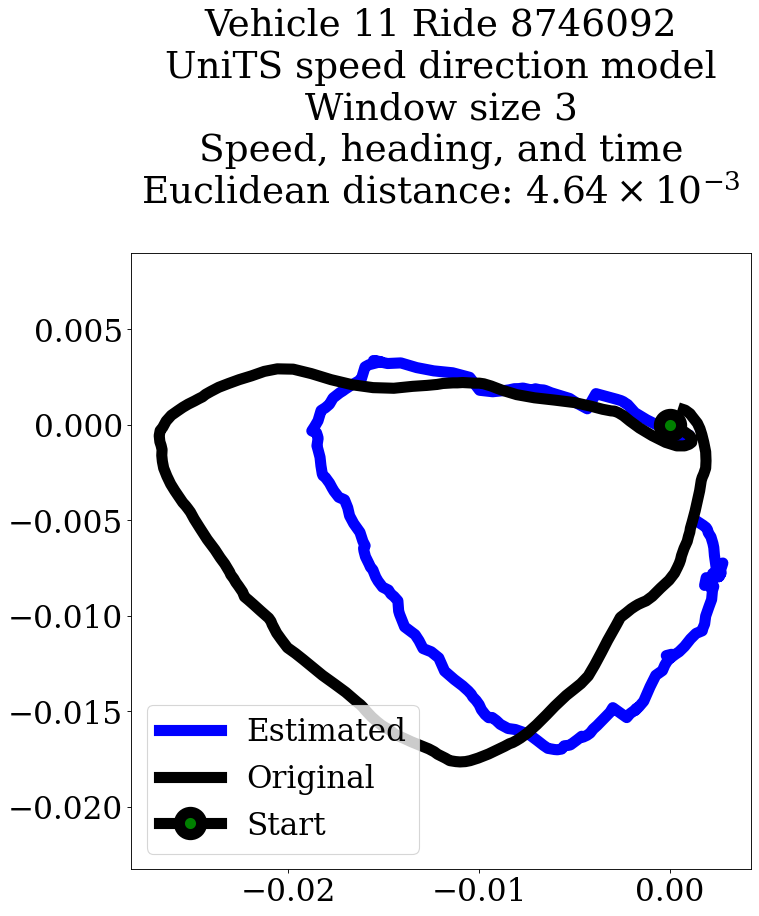 Vehicle 11 Ride 8746092
UniTS speed direction model
Window size 3
Speed, heading, and time
Euclidean distance: 4.64 × 10⁻³
0.005
0.000
−0.005
−0.010
−0.015
−0.020
Estimated
Original
Start
−0.02
−0.01
0.00